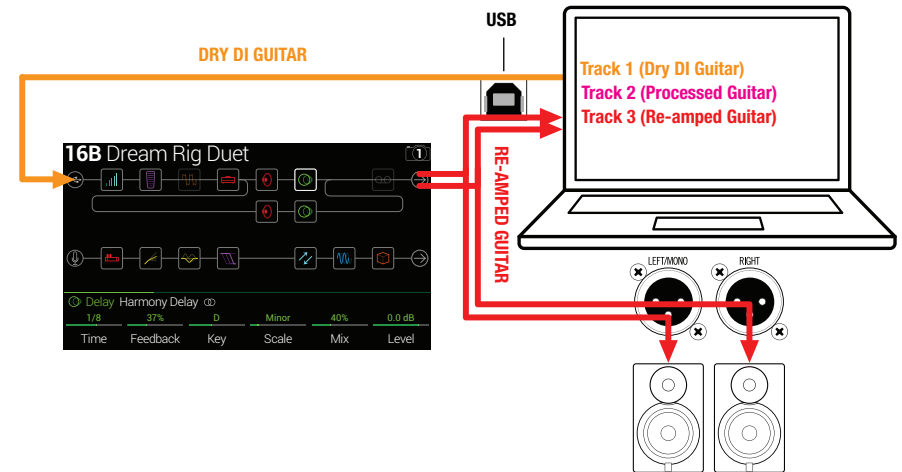 USB
DRY DI GUITAR
Track 1 (Dry DI Guitar)
Track 2 (Processed Guitar)
Track 3 (Re-amped Guitar)
16B Dream Rig Duet
1
RE-AMPED GUITAR
LEFT/MONO
RIGHT
Delay Harmony Delay
1/8 37% D Minor 40% 0.0 dB
Time Feedback Key Scale Mix Level